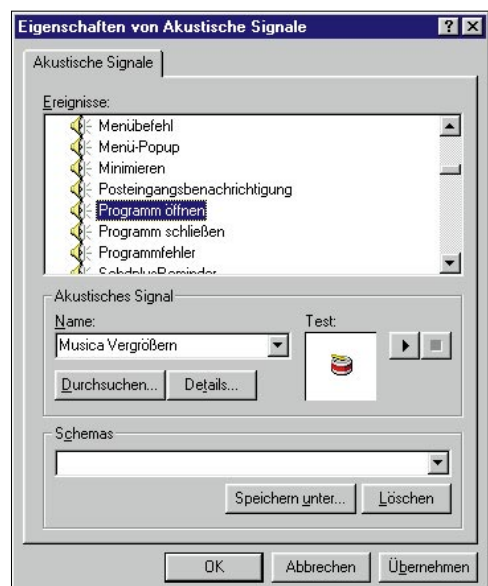 Eigenschaften von Akustische Signale
Akustische Signale
Ereignisse:
Menübefehl
Menü-Popup
Minimieren
Posteingangsbenachrichtigung
Programm öffnen
Programm schließen
Programmfehler
SchdplusReminder
Akustisches Signal
Name:
Test:
Musica Vergrößern
Durchsuchen...
Details...
Schemas
Speichern unter...
Löschen
OK
Abbrechen
Übernehmen